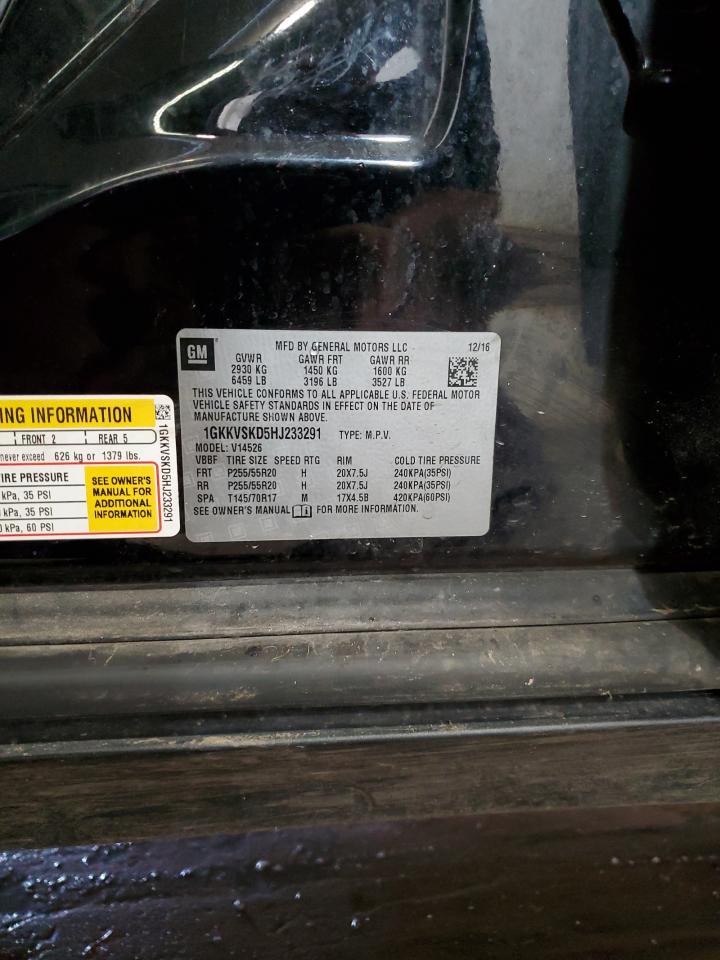 GM
MFD BY GENERAL MOTORS LLC 12/16
GVWR GAWR FRT GAWR RR
2930 KG 1450 KG 1600 KG
6459 LB 3196 LB 3527 LB
THIS VEHICLE CONFORMS TO ALL APPLICABLE U.S. FEDERAL MOTOR
VEHICLE SAFETY STANDARDS IN EFFECT ON THE DATE OF
MANUFACTURE SHOWN ABOVE.
1GKKVSKD5HJ233291 TYPE: M.P.V.
MODEL: V14526
VBBF TIRE SIZE SPEED RTG RIM COLD TIRE PRESSURE
FRT P255/55R20 H 20X7.5J 240KPA(35PSI)
RR P255/55R20 H 20X7.5J 240KPA(35PSI)
SPA T145/70R17 M 17X4.5B 420KPA(60PSI)
SEE OWNER'S MANUAL FOR MORE INFORMATION.
ING INFORMATION
FRONT 2 REAR 5
never exceed 626 kg or 1379 lbs.
TIRE PRESSURE
kPa, 35 PSI
kPa, 35 PSI
kPa, 60 PSI
SEE OWNER'S
MANUAL FOR
ADDITIONAL
INFORMATION
1GKKVSKD5HJ233291